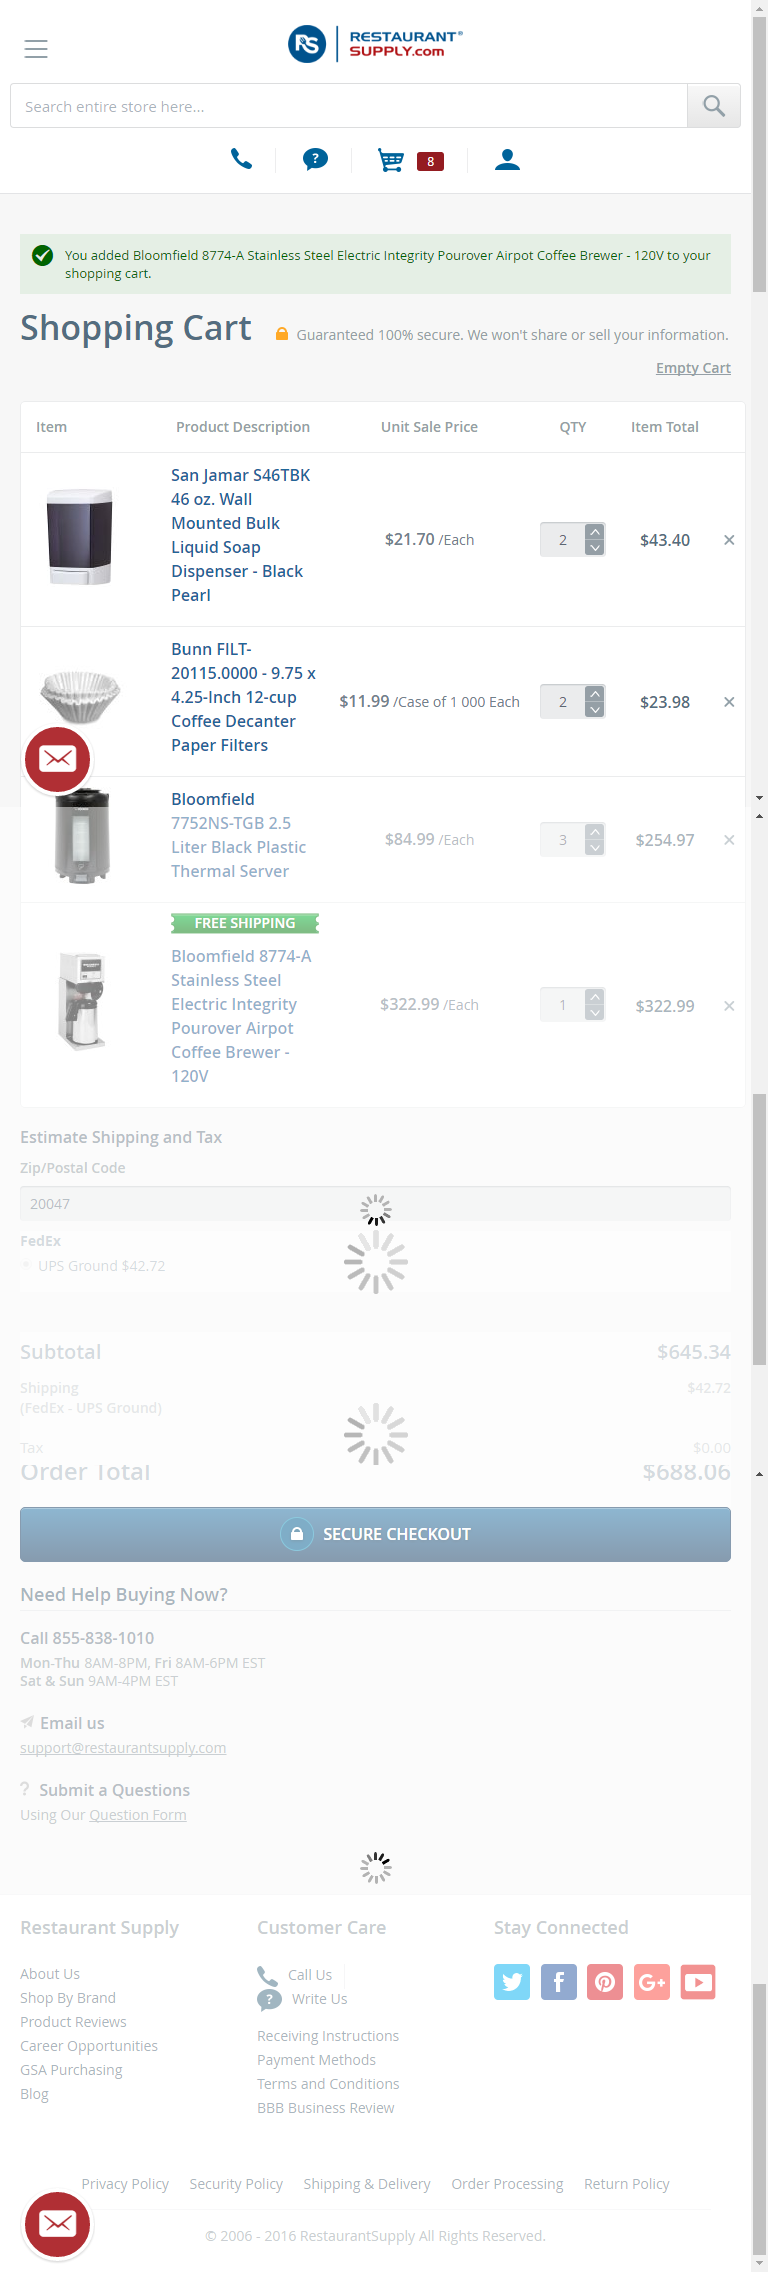 RESTAURANT
SUPPLY.com
Search entire store here...
8
You added Bloomfield 8774-A Stainless Steel Electric Integrity Pourover Airpot Coffee Brewer - 120V to your
shopping cart.
Shopping Cart
Guaranteed 100% secure. We won't share or sell your information.
Empty Cart
Item Product Description Unit Sale Price QTY Item Total
San Jamar S46TBK
46 oz. Wall
Mounted Bulk
Liquid Soap
Dispenser - Black
Pearl
$21.70 /Each 2 $43.40
Bunn FILT-
20115.0000 - 9.75 x
4.25-Inch 12-cup
Coffee Decanter
Paper Filters
$11.99 /Case of 1 000 Each 2 $23.98
Bloomfield
7752NS-TGB 2.5
Liter Black Plastic
Thermal Server
$84.99 /Each 3 $254.97
FREE SHIPPING
Bloomfield 8774-A
Stainless Steel
Electric Integrity
Pourover Airpot
Coffee Brewer -
120V
$322.99 /Each 1 $322.99
Estimate Shipping and Tax
Zip/Postal Code
20047
FedEx
UPS Ground $42.72
Subtotal $645.34
Shipping $42.72
(FedEx - UPS Ground)
Tax $0.00
Order Total $688.06
SECURE CHECKOUT
Need Help Buying Now?
Call 855-838-1010
Mon-Thu 8AM-8PM, Fri 8AM-6PM EST
Sat & Sun 9AM-4PM EST
Email us
support@restaurantsupply.com
? Submit a Questions
Using Our Question Form
Restaurant Supply
About Us
Shop By Brand
Product Reviews
Career Opportunities
GSA Purchasing
Blog
Customer Care
Call Us
Write Us
Receiving Instructions
Payment Methods
Terms and Conditions
BBB Business Review
Stay Connected
Privacy Policy Security Policy Shipping & Delivery Order Processing Return Policy
© 2006 - 2016 RestaurantSupply All Rights Reserved.